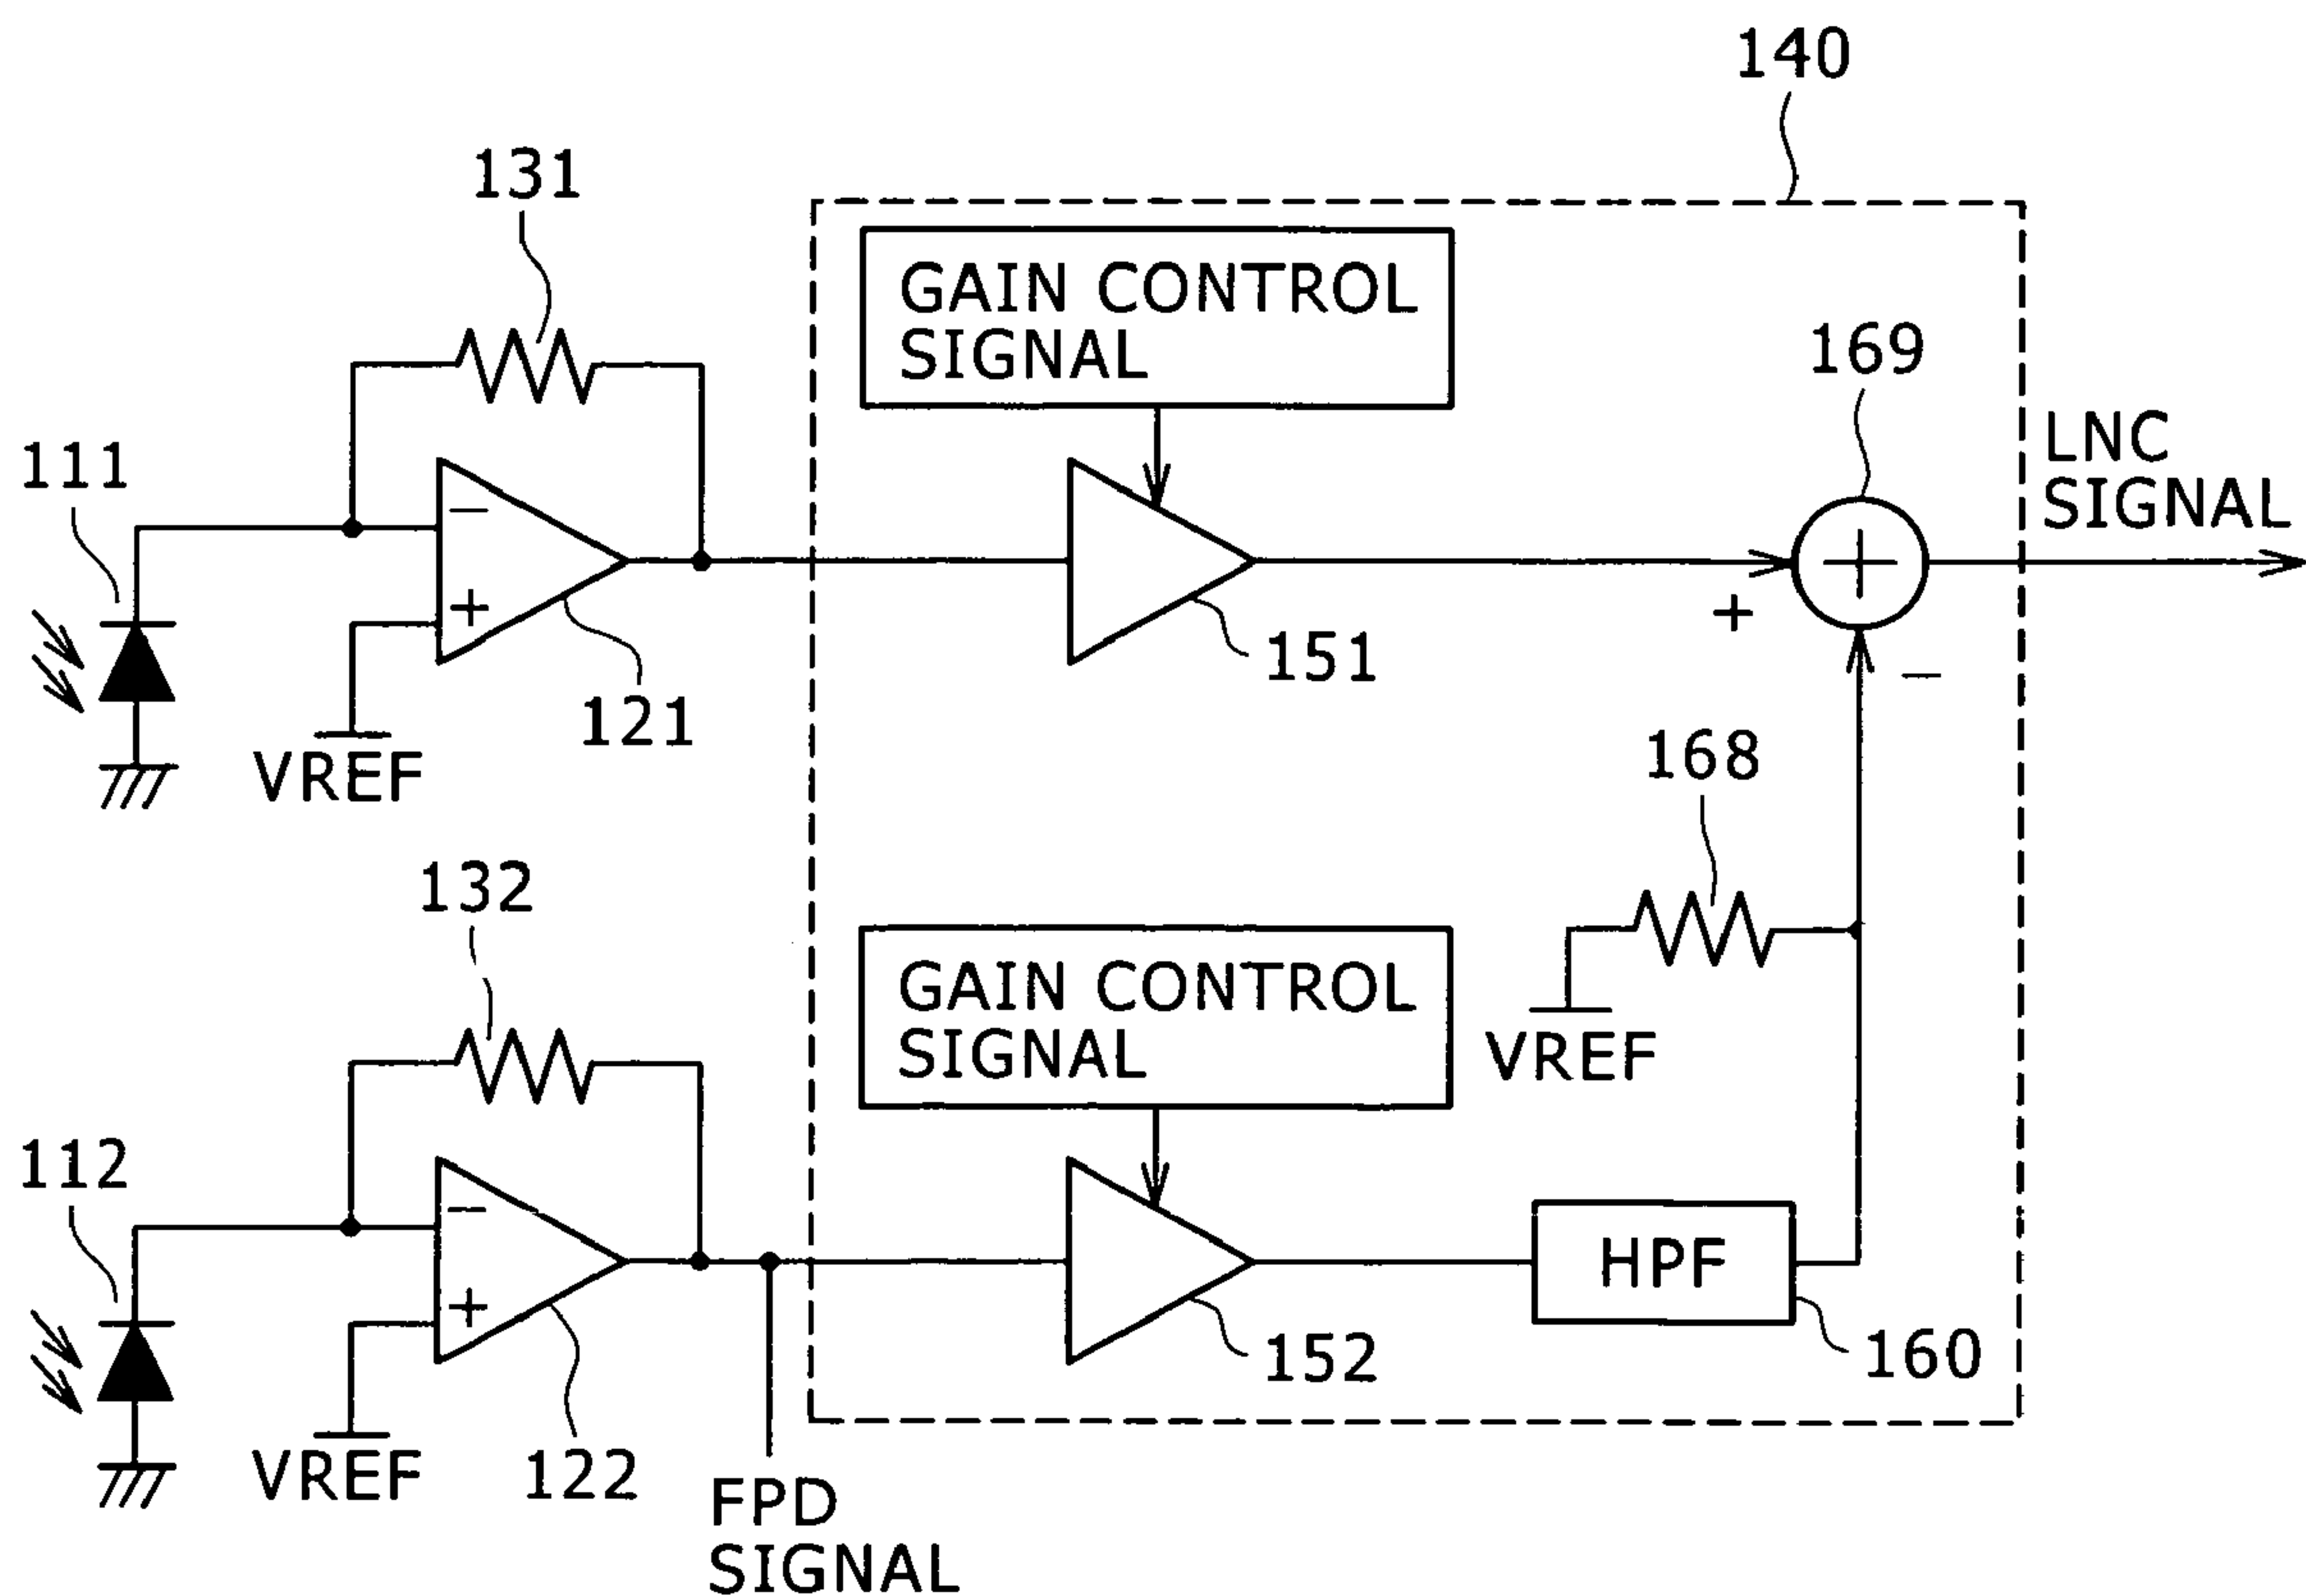 140
131
GAIN CONTROL
SIGNAL
169
111
LNC
SIGNAL
−
+
+
−
151
121
VREF
168
132
GAIN CONTROL
SIGNAL
VREF
112
−
+
HPF
152
160
VREF
122
FPD
SIGNAL